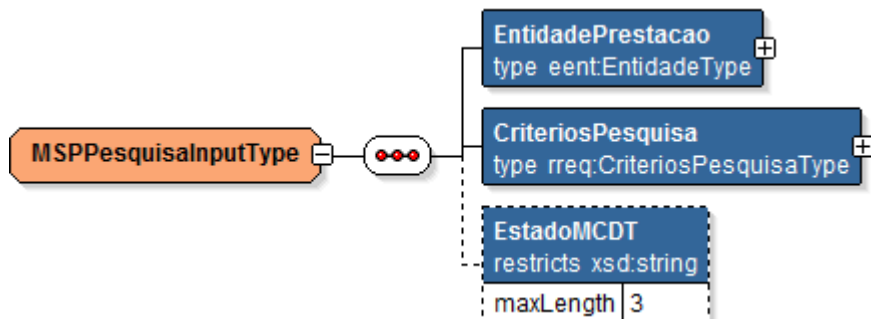 EntidadePrestacao
type eent:EntidadeType
MSPPesquisaInputType
CriteriosPesquisa
type rreq:CriteriosPesquisaType
EstadoMCDT
restricts xsd:string
maxLength 3